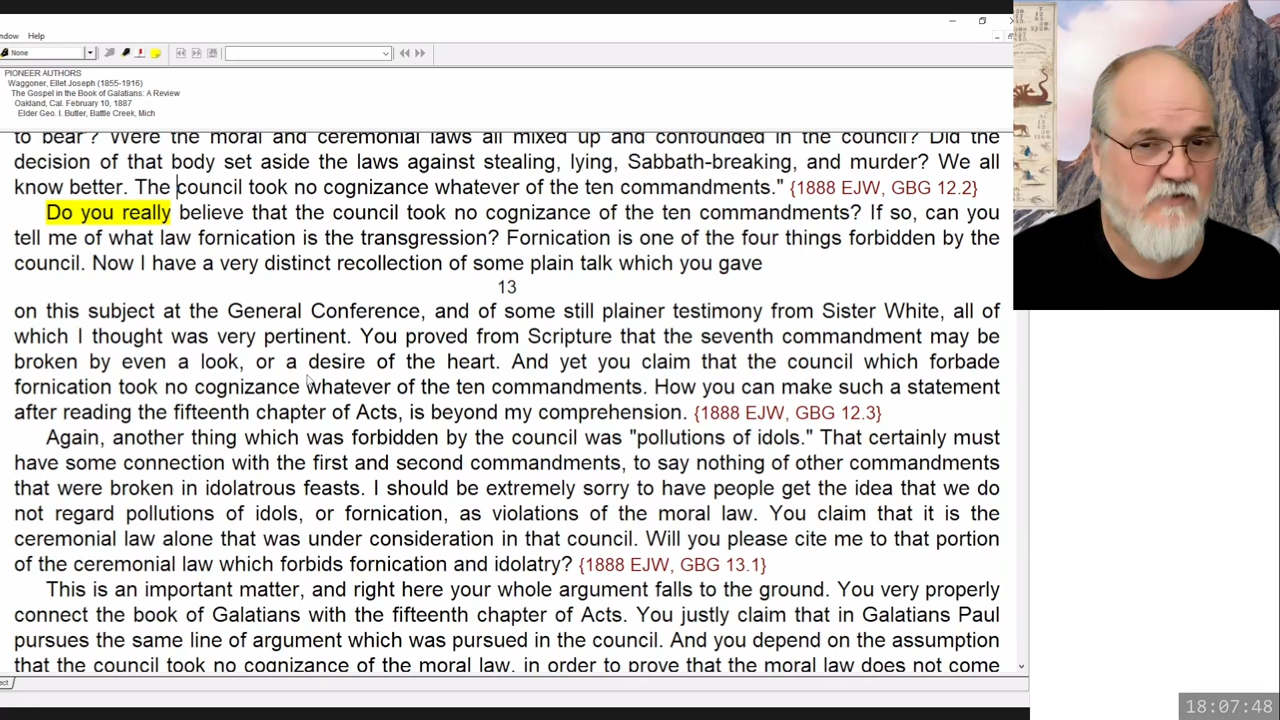 ndow Help
None
PIONEER AUTHORS
Waggoner, Ellet Joseph (1855-1916)
The Gospel in the Book of Galatians: A Review
Oakland, Cal. February 10, 1887
Elder Geo. I. Butler, Battle Creek, Mich
to bear? Were the moral and ceremonial laws all mixed up and confounded in the council? Did the
decision of that body set aside the laws against stealing, lying, Sabbath-breaking, and murder? We all
know better. The council took no cognizance whatever of the ten commandments." {1888 EJW, GBG 12.2}
Do you really believe that the council took no cognizance of the ten commandments? If so, can you
tell me of what law fornication is the transgression? Fornication is one of the four things forbidden by the
council. Now I have a very distinct recollection of some plain talk which you gave
13
on this subject at the General Conference, and of some still plainer testimony from Sister White, all of
which I thought was very pertinent. You proved from Scripture that the seventh commandment may be
broken by even a look, or a desire of the heart. And yet you claim that the council which forbade
fornication took no cognizance whatever of the ten commandments. How you can make such a statement
after reading the fifteenth chapter of Acts, is beyond my comprehension. {1888 EJW, GBG 12.3}
Again, another thing which was forbidden by the council was "pollutions of idols." That certainly must
have some connection with the first and second commandments, to say nothing of other commandments
that were broken in idolatrous feasts. I should be extremely sorry to have people get the idea that we do
not regard pollutions of idols, or fornication, as violations of the moral law. You claim that it is the
ceremonial law alone that was under consideration in that council. Will you please cite me to that portion
of the ceremonial law which forbids fornication and idolatry? {1888 EJW, GBG 13.1}
This is an important matter, and right here your whole argument falls to the ground. You very properly
connect the book of Galatians with the fifteenth chapter of Acts. You justly claim that in Galatians Paul
pursues the same line of argument which was pursued in the council. And you depend on the assumption
that the council took no cognizance of the moral law, in order to prove that the moral law does not come
ect
18:07:48